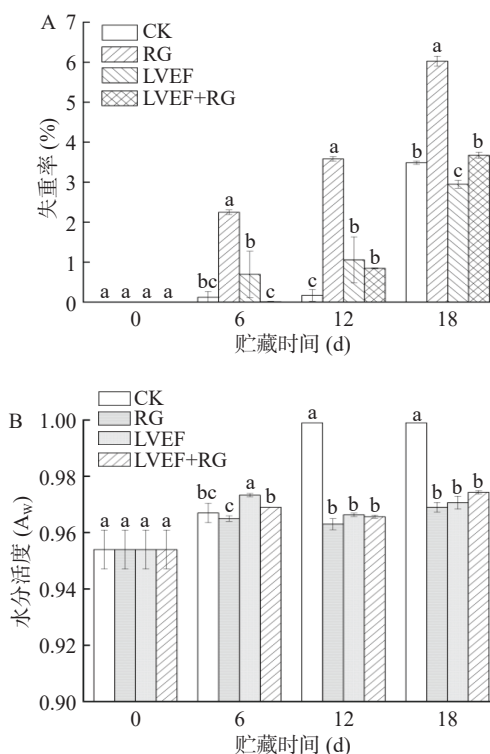 A
CK
RG
LVEF
LVEF+RG
失重率 (%)
7
6
5
4
3
2
1
0
a a a a
bc a b c
c a b b
b a c b
0 6 12 18
贮藏时间 (d)
B
CK
RG
LVEF
LVEF+RG
水分活度 (Aw)
1.00
0.98
0.96
0.94
0.92
0.90
a a a a
bc c a b
a b b b
a b b b
0 6 12 18
贮藏时间 (d)